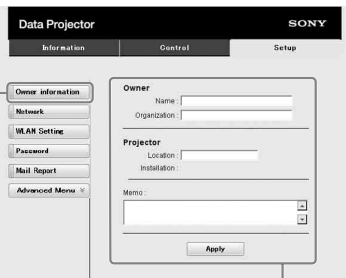 Data Projector
SONY
Information
Control
Setup
Owner information
Network
WLAN Setting
Password
Mail Report
Advanced Menu
Owner
Name :
Organization :
Projector
Location :
Installation :
Memo :
Apply